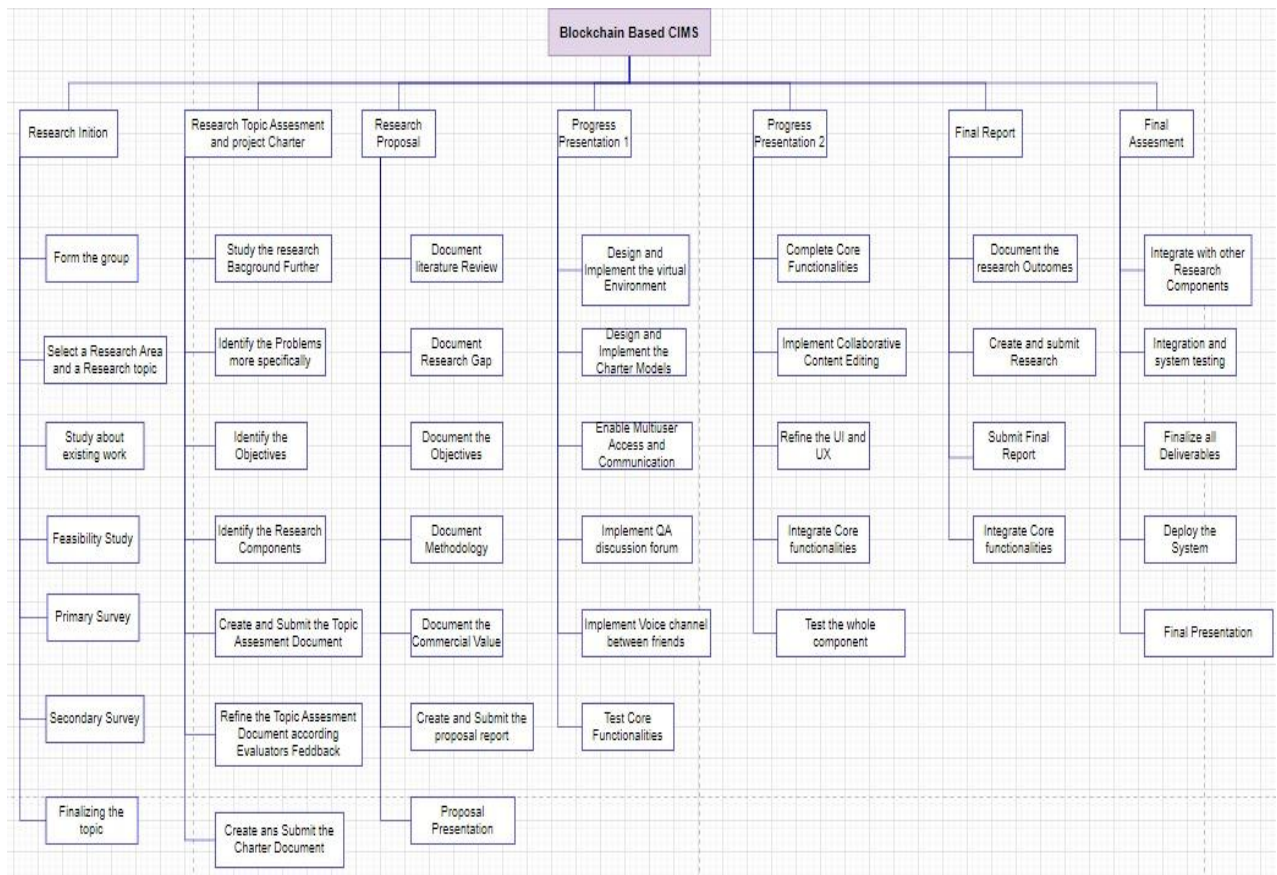 Blockchain Based CIMS
Research Inition
Research Topic Assesment
and project Charter
Research
Proposal
Progress
Presentation 1
Progress
Presentation 2
Final Report
Final
Assesment
Form the group
Select a Research Area
and a Research topic
Study about
existing work
Feasibility Study
Primary Survey
Secondary Survey
Finalizing the
topic
Study the research
Bacground Further
Identify the Problems
more specifically
Identify the
Objectives
Identify the Research
Components
Create and Submit the Topic
Assesment Document
Refine the Topic Assesment
Document according
Evaluators Feddback
Create ans Submit the
Charter Document
Document
literature Review
Document
Research Gap
Document the
Objectives
Document
Methodology
Document the
Commercial Value
Create and Submit the
proposal report
Proposal
Presentation
Design and
Implement the virtual
Environment
Design and
Implement the
Charter Models
Enable Multiuser
Access and
Communication
Implement QA
discussion forum
Implement Voice channel
between friends
Test Core
Functionalities
Complete Core
Functionalities
Implement Collaborative
Content Editing
Refine the UI and
UX
Integrate Core
functionalities
Test the whole
component
Document the
research Outcomes
Create and submit
Research
Submit Final
Report
Integrate Core
functionalities
Integrate with other
Research
Components
Integration and
system testing
Finalize all
Deliverables
Deploy the
System
Final Presentation